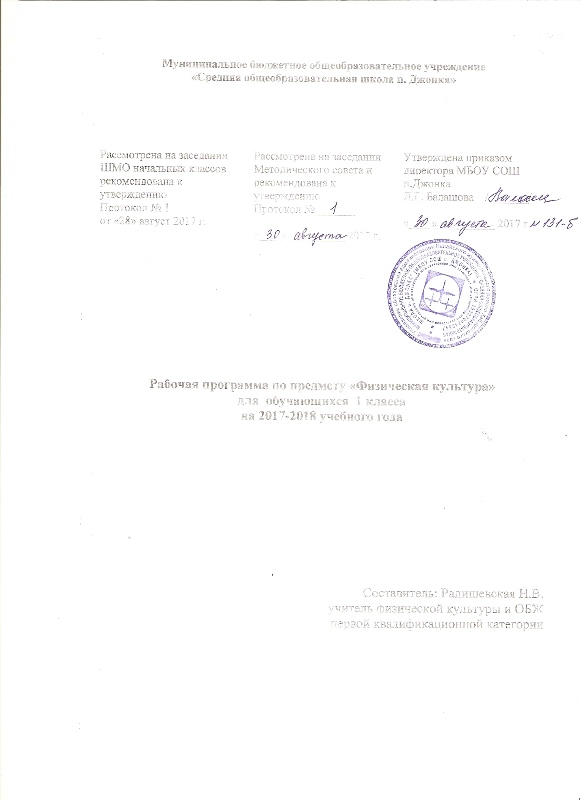 Муниципальное бюджетное общеобразовательное учреждение
«Средняя общеобразовательная школа п. Джонка»
Рассмотрена на заседании
ШМО начальных классов
рекомендована к
утверждению
Протокол № 1
от «28» август 2017 г.
Рассмотрена на заседании
Методического совета и
рекомендована к
утверждению
Протокол № 1
«30» августа 2017 г.
Утверждена приказом
директора МБОУ СОШ
п.Джонка
Л.Г. Балашова
«30» августа 2017 г № 131-б
Рабочая программа по предмету «Физическая культура»
для обучающихся 1 класса
на 2017-2018 учебного года
Составитель: Радишевская Н.В.
учитель физической культуры и ОБЖ
первой квалификационной категории